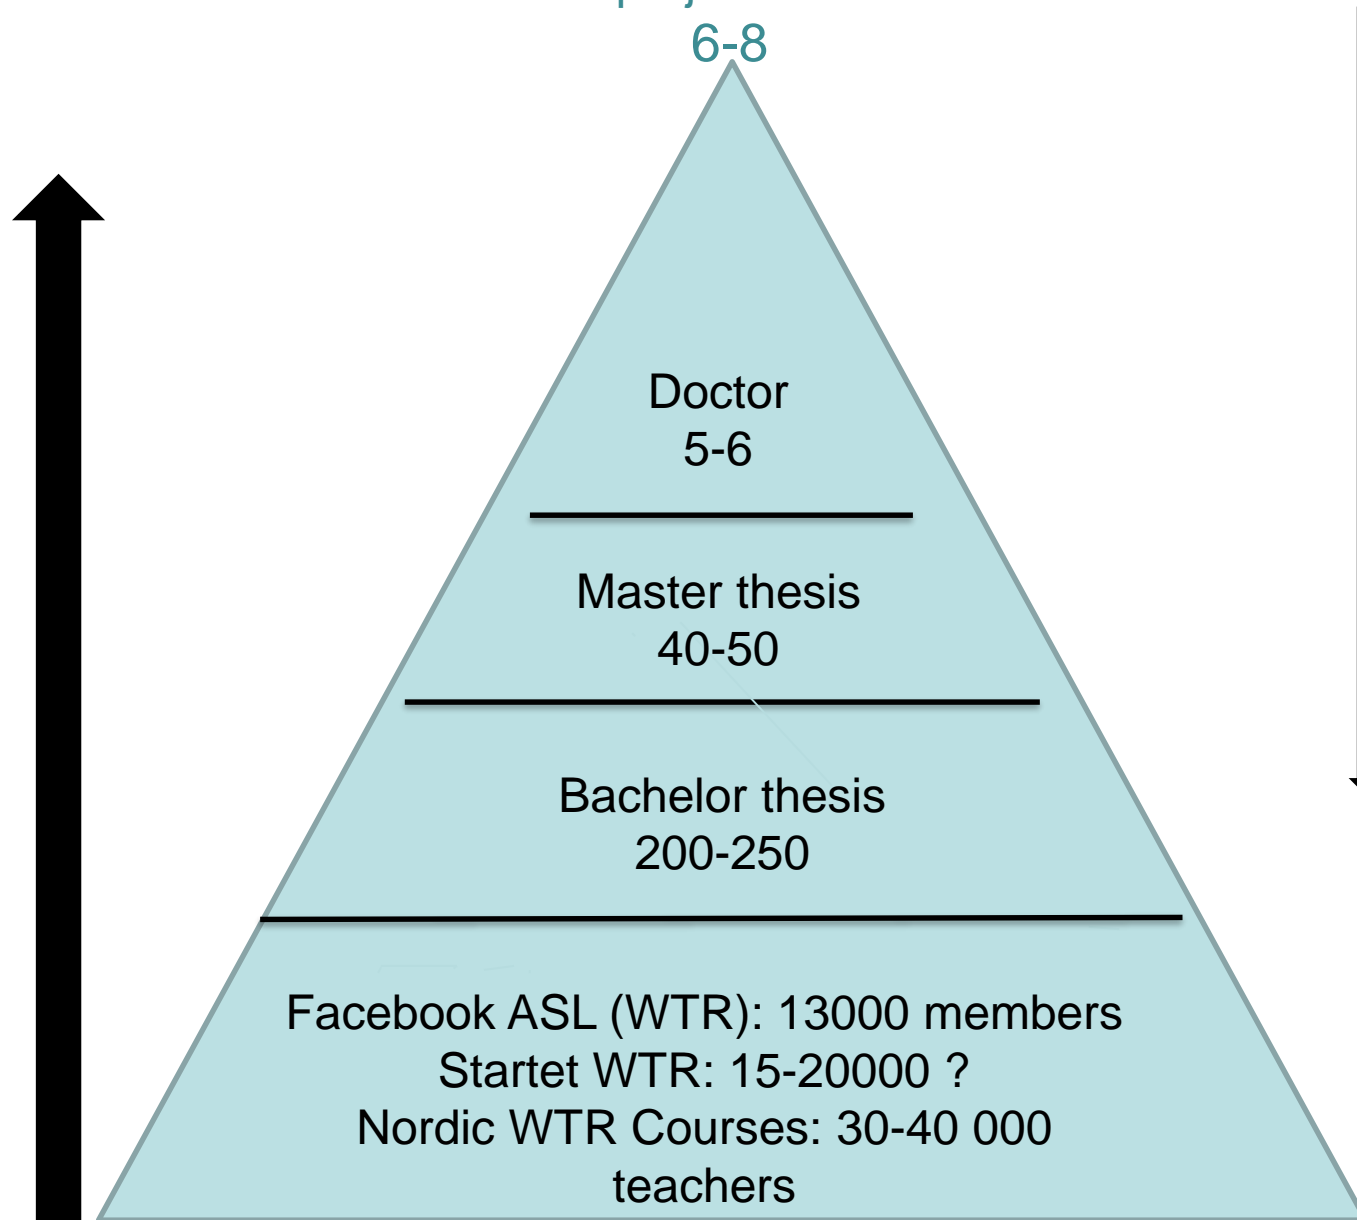 6-8
Doctor
5-6
Master thesis
40-50
Bachelor thesis
200-250
Facebook ASL (WTR): 13000 members
Startet WTR: 15-20000 ?
Nordic WTR Courses: 30-40 000
teachers